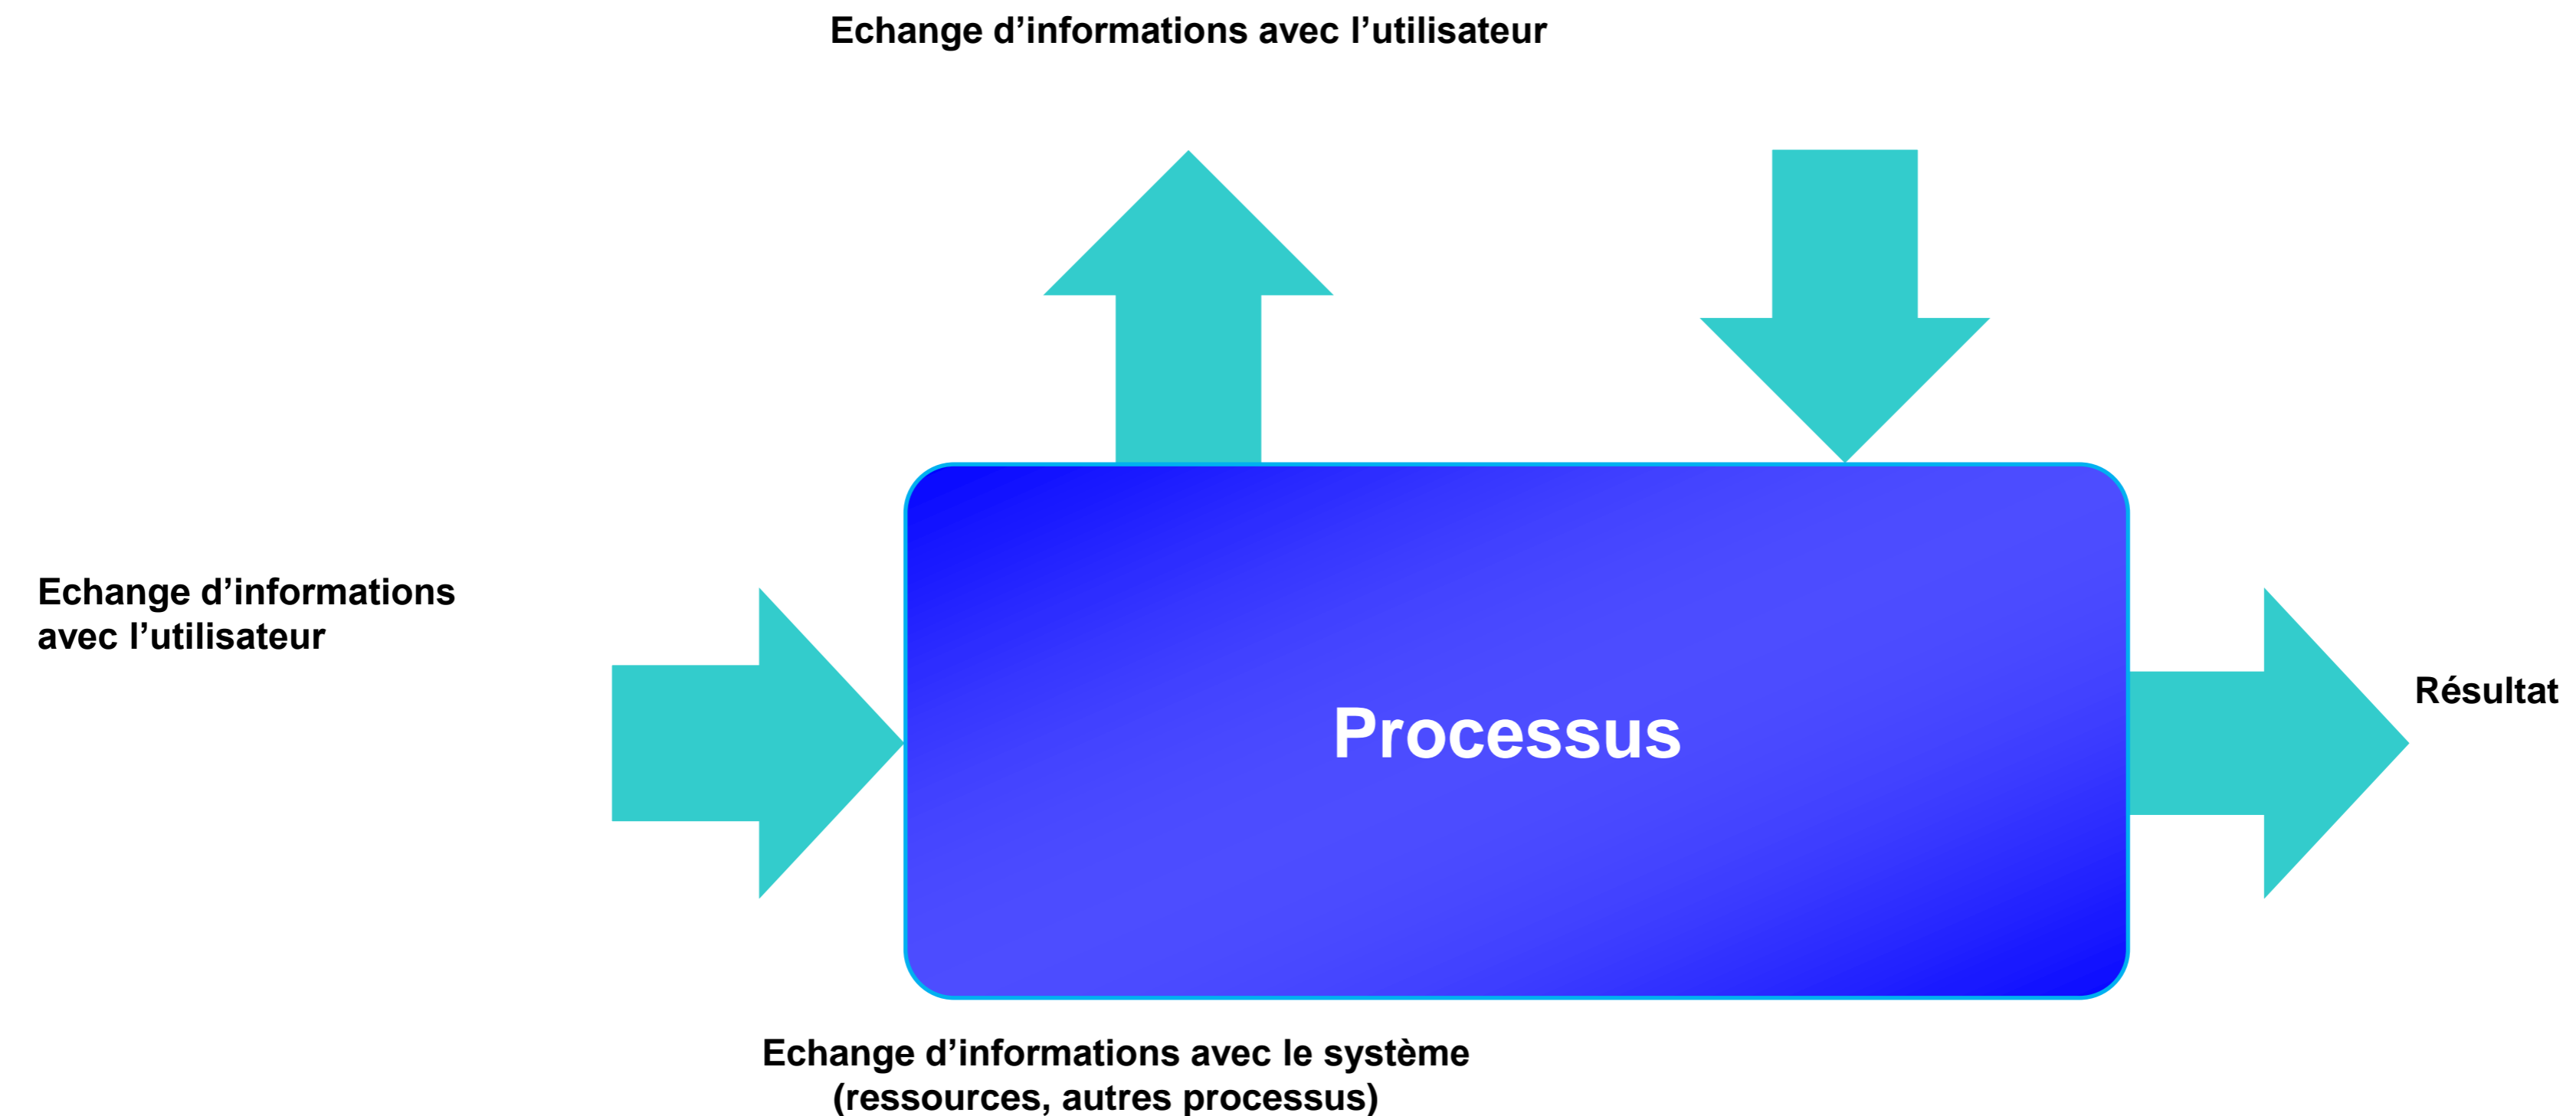 Echange d’informations avec l’utilisateur
Echange d’informations
avec l’utilisateur
Processus
Résultat
Echange d’informations avec le système
(ressources, autres processus)